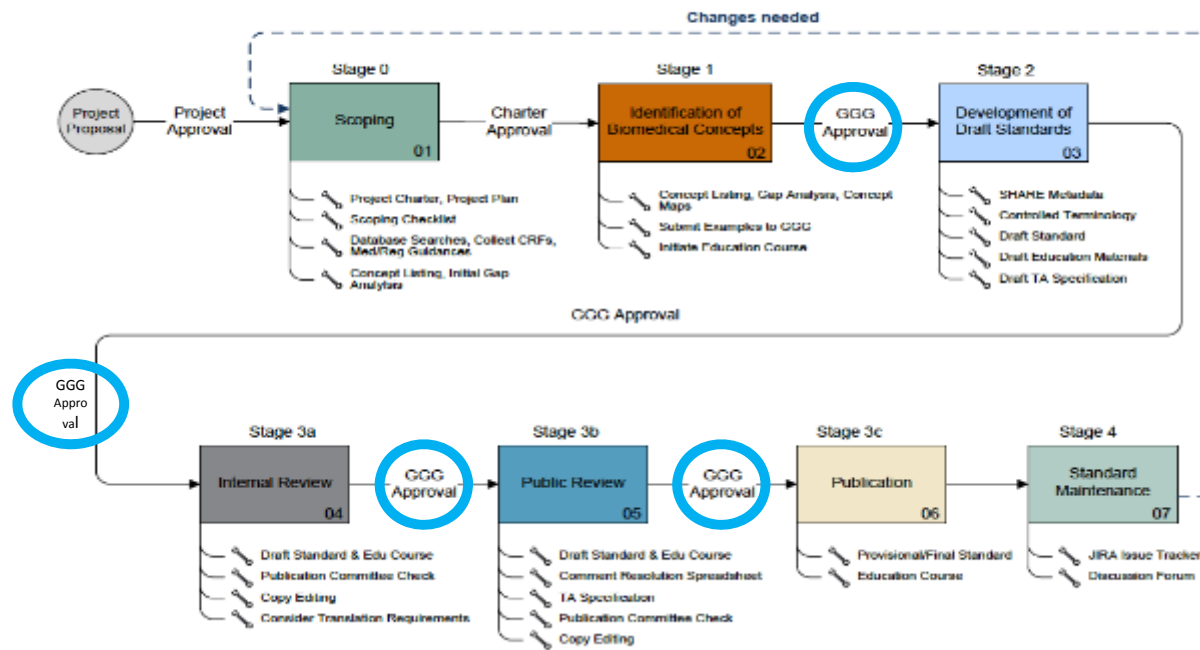 Changes needed
Stage 0
Stage 1
Stage 2
Project
Proposal
Project
Approval
Scoping
01
Charter
Approval
Identification of
Biomedical Concepts
02
GGG
Approval
Development of
Draft Standards
03
Project Charter, Project Plan
Scoping Checklist
Database Searches, Collect CRFs,
Med/Reg Guidances
Concept Listing, Initial Gap
Analylsis
Concept Listing, Gap Analysis, Concept
Maps
Submit Examples to GGG
Initiate Education Course
SHARE Metadata
Controlled Terminology
Draft Standard
Draft Education Materials
Draft TA Specification
GGG Approval
GGG
Appro
val
Stage 3a
Stage 3b
Stage 3c
Stage 4
Internal Review
04
GGG
Approval
Public Review
05
GGG
Approval
Publication
06
Standard
Maintenance
07
Draft Standard & Edu Course
Publication Committee Check
Copy Editing
Consider Translation Requirements
Draft Standard & Edu Course
Comment Resolution Spreadsheet
TA Specification
Publication Committee Check
Copy Editing
Provisional/Final Standard
Education Course
JIRA Issue Tracker
Discussion Forum